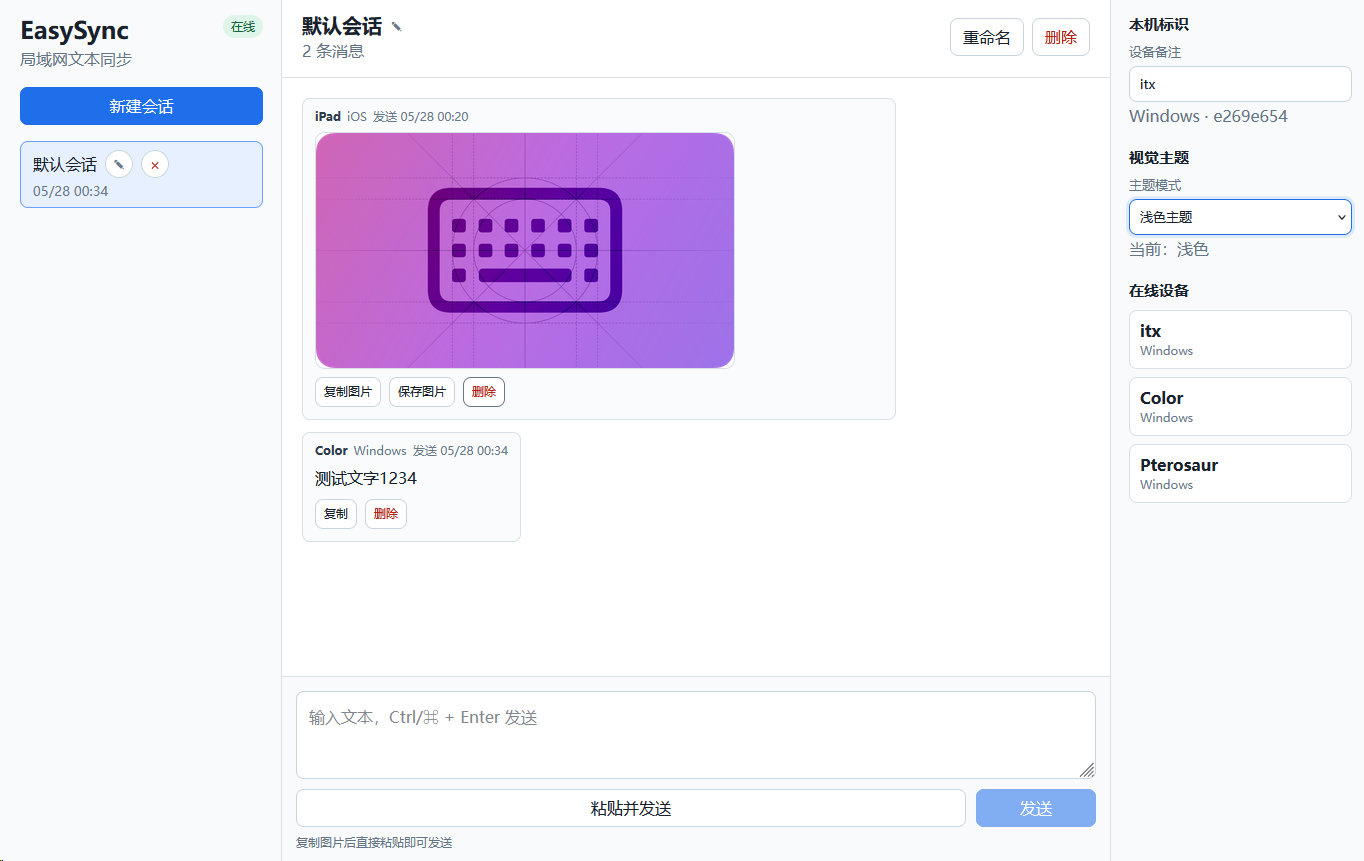 EasySync
在线
局域网文本同步
新建会话
默认会话
05/28 00:34
默认会话
2 条消息
重命名
删除
iPad iOS 发送 05/28 00:20
复制图片
保存图片
删除
Color Windows 发送 05/28 00:34
测试文字1234
复制
删除
输入文本，Ctrl/⌘ + Enter 发送
粘贴并发送
发送
复制图片后直接粘贴即可发送
本机标识
设备备注
itx
Windows · e269e654
视觉主题
主题模式
浅色主题
当前：浅色
在线设备
itx
Windows
Color
Windows
Pterosaur
Windows